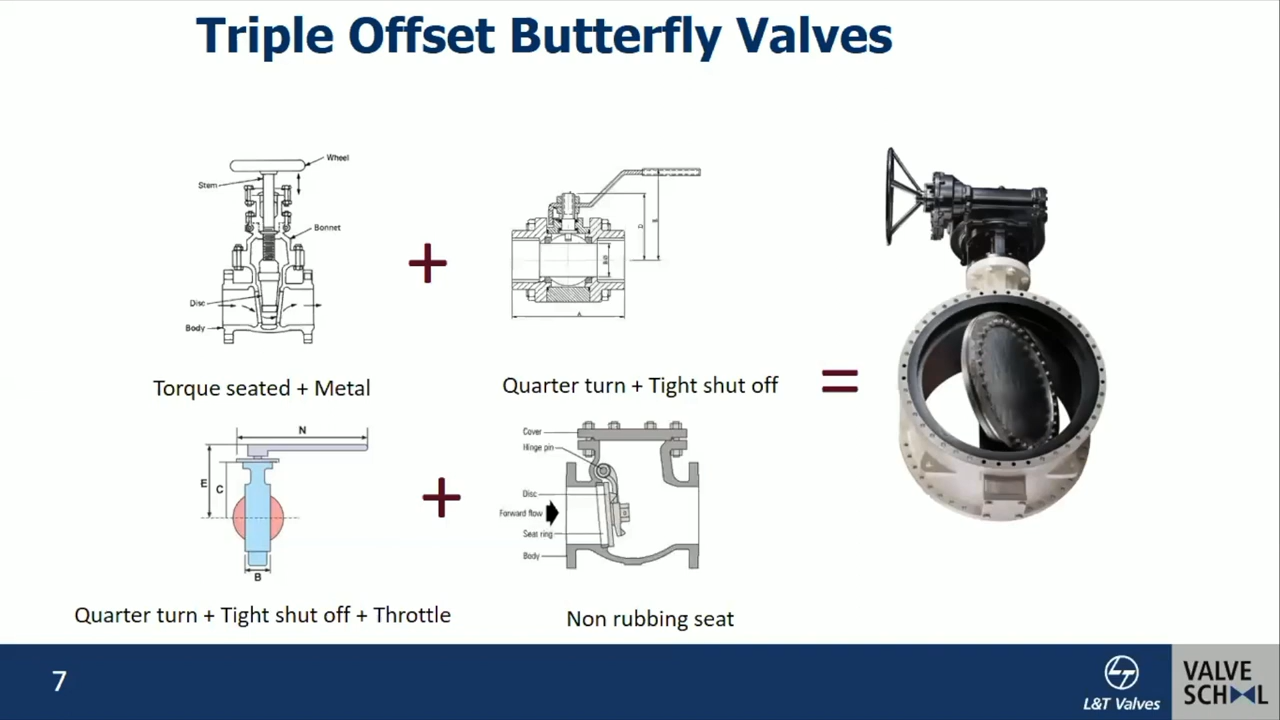 Triple Offset Butterfly Valves
Wheel
Stem
Bonnet
Disc
Body
Torque seated + Metal
D
E
A
Quarter turn + Tight shut off
N
E
C
B
Quarter turn + Tight shut off + Throttle
Cover
Hinge pin
Disc
Forward flow
Seat ring
Body
Non rubbing seat
7
L&T Valves
VALVE
SCHOOL